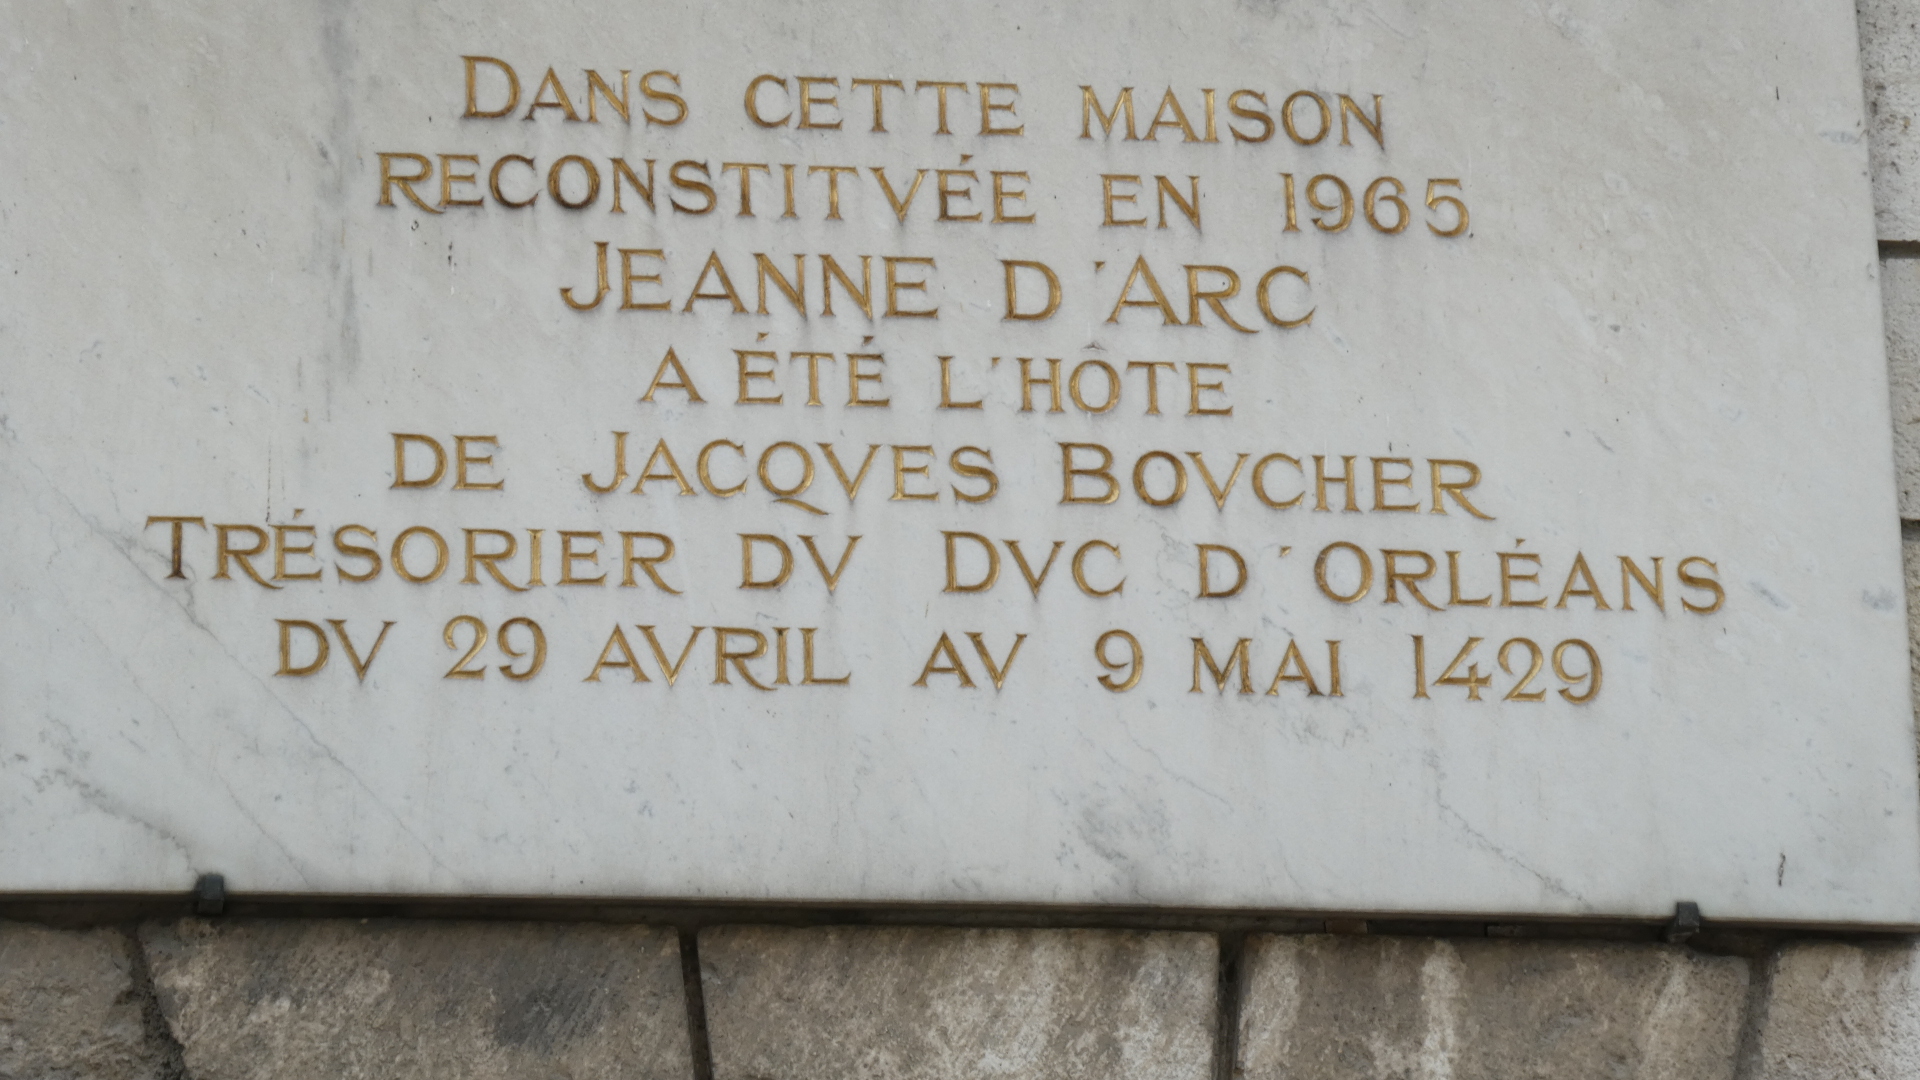 DANS CETTE MAISON
RECONSTITVÉE EN 1965
JEANNE D'ARC
A ÉTÉ L'HÔTE
DE JACQVES BOVCHER
TRÉSORIER DV DVC D'ORLÉANS
DV 29 AVRIL AV 9 MAI 1429